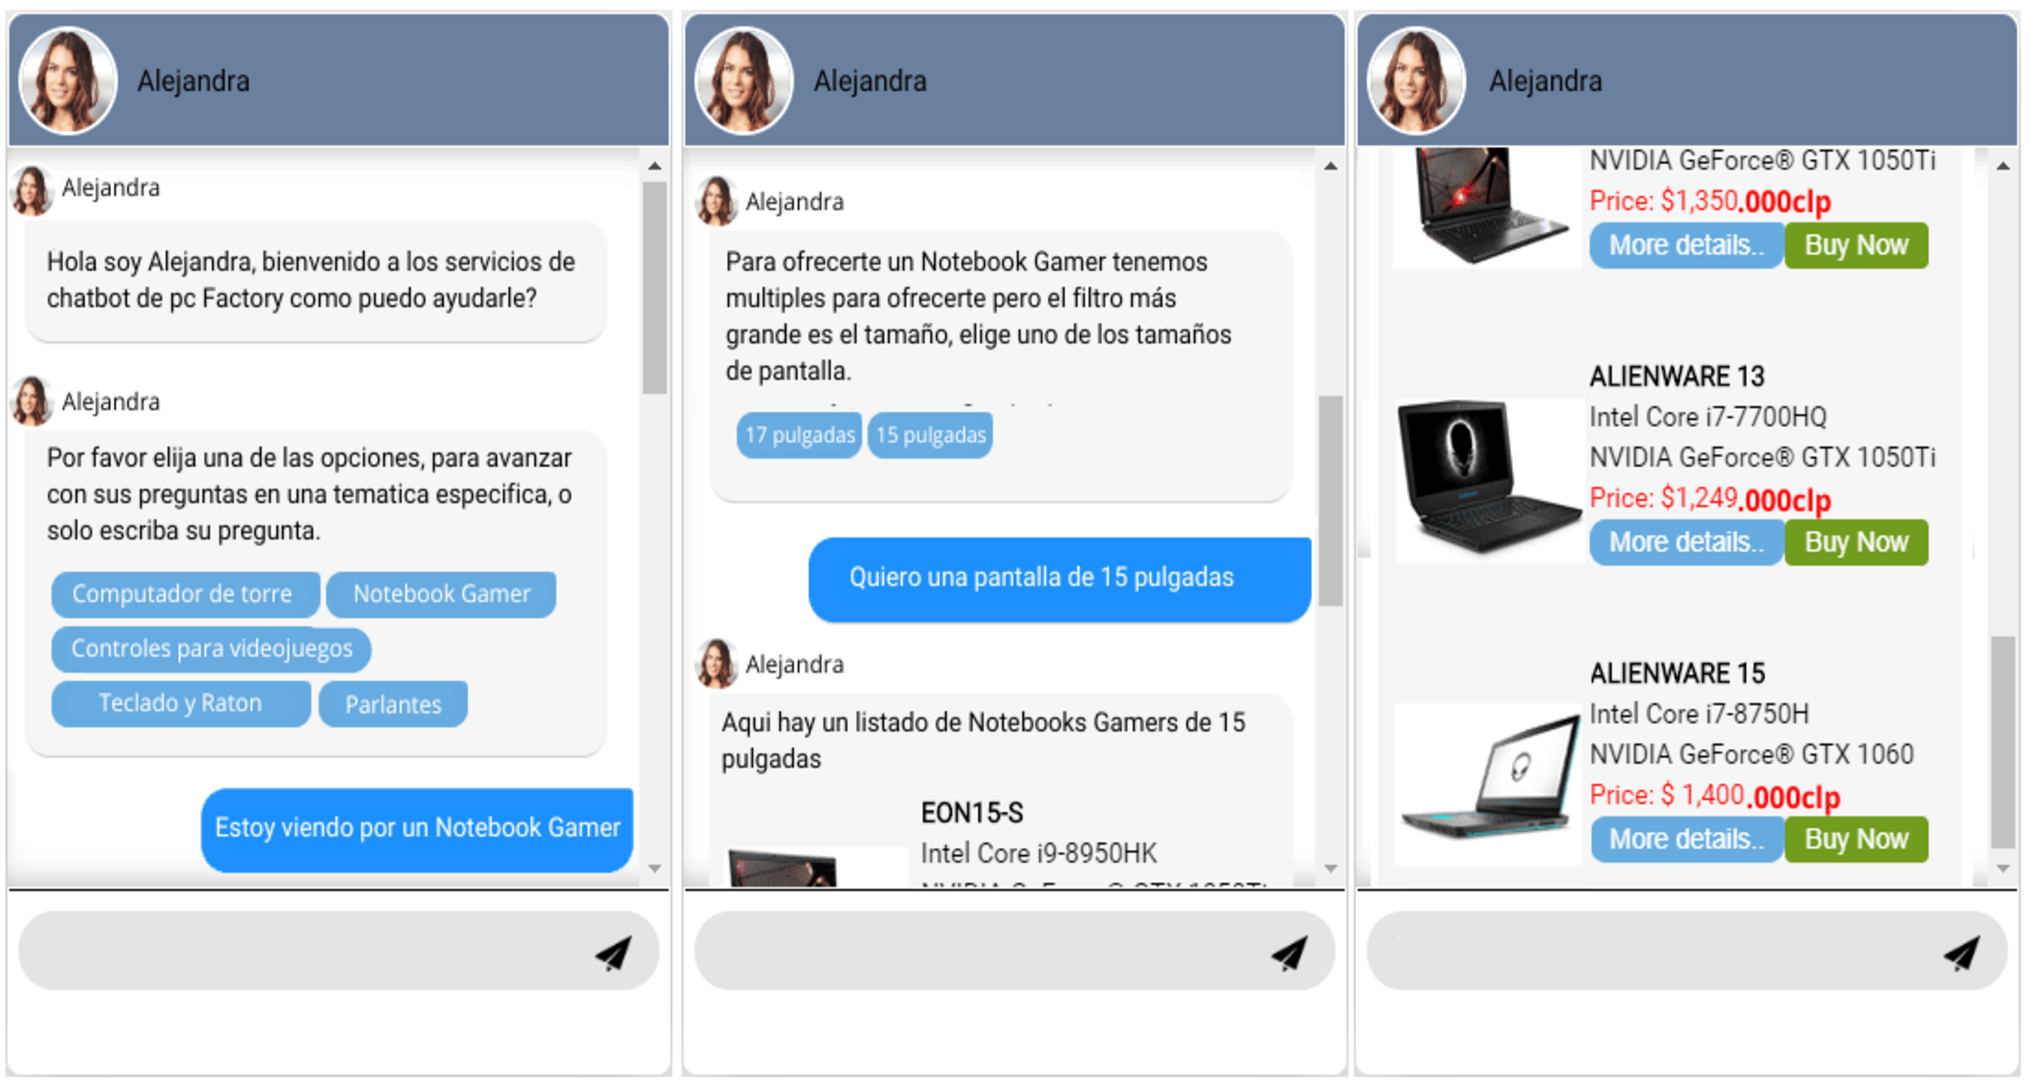 Alejandra
Alejandra
Hola soy Alejandra, bienvenido a los servicios de
chatbot de pc Factory como puedo ayudarle?
Alejandra
Por favor elija una de las opciones, para avanzar
con sus preguntas en una tematica especifica, o
solo escriba su pregunta.
Computador de torre
Notebook Gamer
Controles para videojuegos
Teclado y Raton
Parlantes
Estoy viendo por un Notebook Gamer
Alejandra
Alejandra
Para ofrecerte un Notebook Gamer tenemos
multiples para ofrecerte pero el filtro más
grande es el tamaño, elige uno de los tamaños
de pantalla.
17 pulgadas
15 pulgadas
Quiero una pantalla de 15 pulgadas
Alejandra
Aqui hay un listado de Notebooks Gamers de 15
pulgadas
EON15-S
Intel Core i9-8950HK
NVIDIA GeForce® GTX 1050Ti
Alejandra
NVIDIA GeForce® GTX 1050Ti
Price: $1,350.000clp
More details..
Buy Now
ALIENWARE 13
Intel Core i7-7700HQ
NVIDIA GeForce® GTX 1050Ti
Price: $1,249.000clp
More details..
Buy Now
ALIENWARE 15
Intel Core i7-8750H
NVIDIA GeForce® GTX 1060
Price: $ 1,400.000clp
More details..
Buy Now